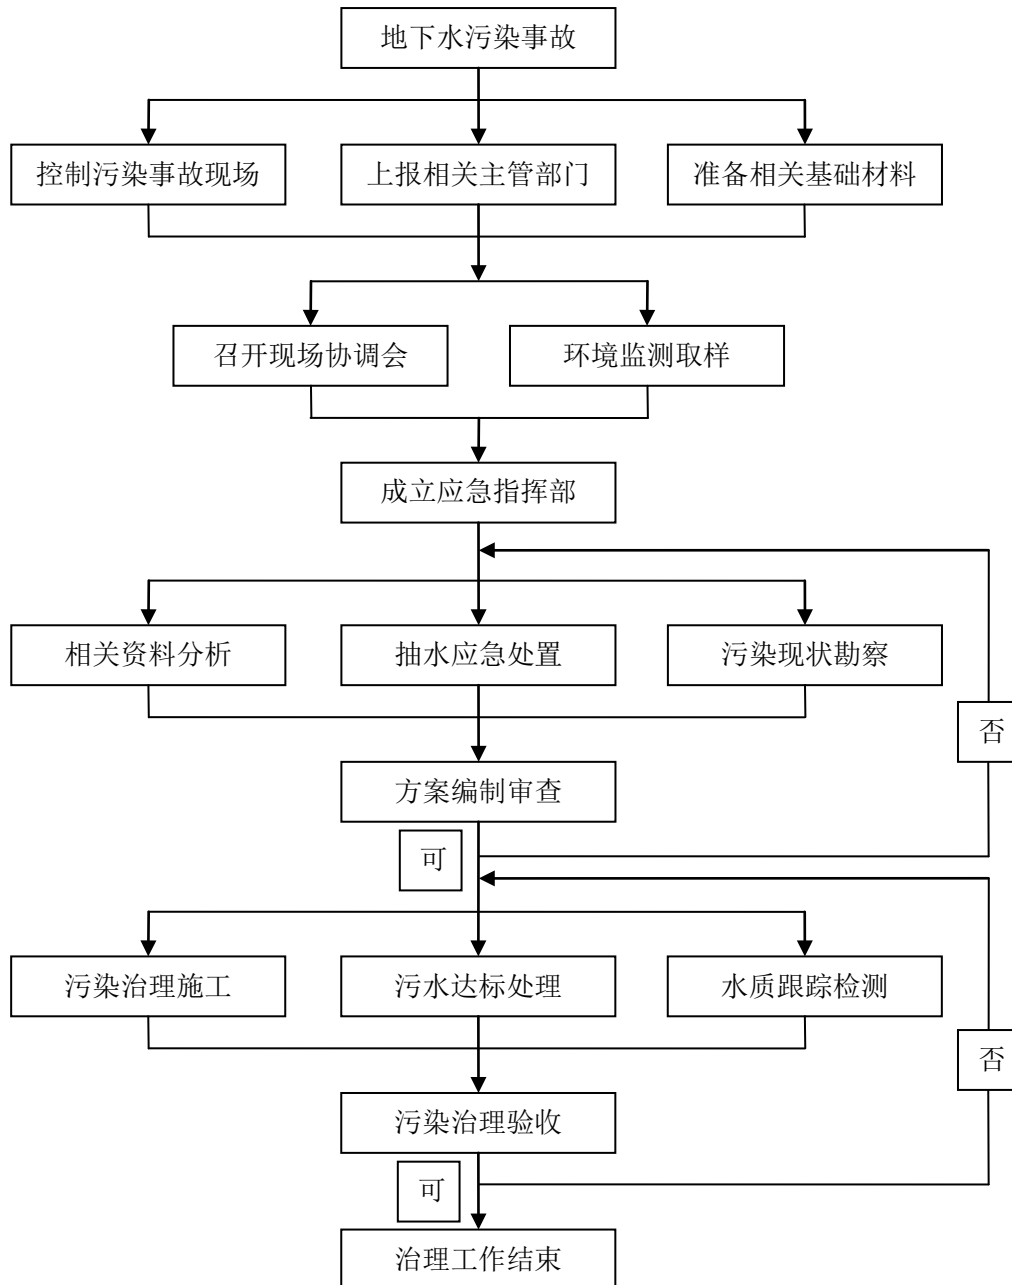 地下水污染事故
控制污染事故现场
上报相关主管部门
准备相关基础材料
召开现场协调会
环境监测取样
成立应急指挥部
相关资料分析
抽水应急处置
污染现状勘察
否
方案编制审查
可
污染治理施工
污水达标处理
水质跟踪检测
否
污染治理验收
可
治理工作结束